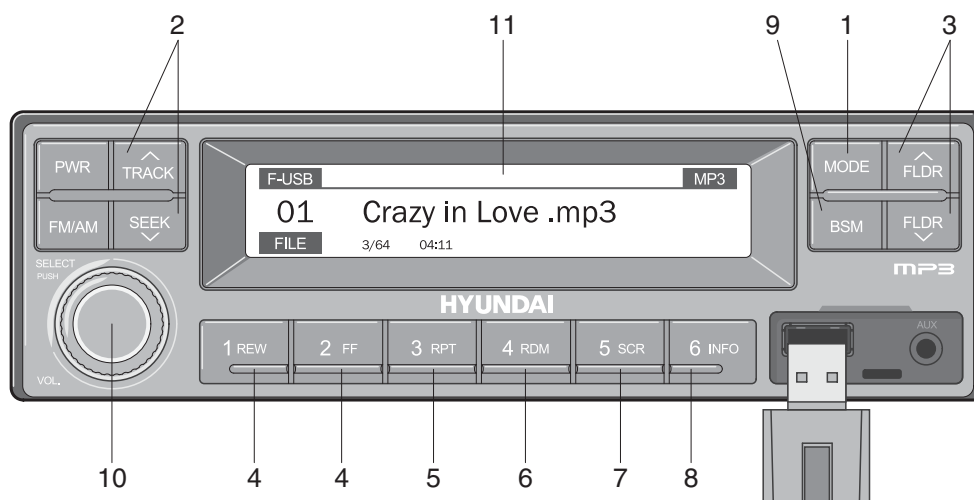 2 11 9 1 3
PWR TRACK
FM/AM SEEK
F-USB MP3
01 Crazy in Love .mp3
FILE 3/64 04:11
MODE FLDR
BSM FLDR
SELECT
PUSH
VOL.
HYUNDAI
MP3
1 REW 2 FF 3 RPT 4 RDM 5 SCR 6 INFO
AUX
10 4 4 5 6 7 8